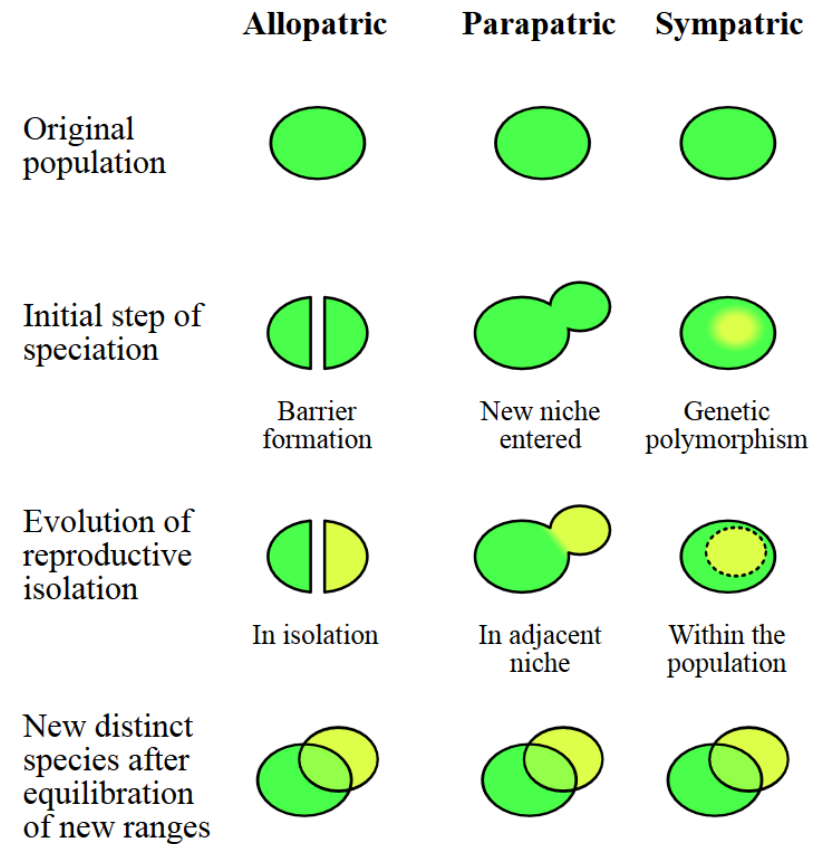 Allopatric Parapatric Sympatric
Original
population
Initial step of
speciation
Barrier
formation
New niche
entered
Genetic
polymorphism
Evolution of
reproductive
isolation
In isolation
In adjacent
niche
Within the
population
New distinct
species after
equilibration
of new ranges